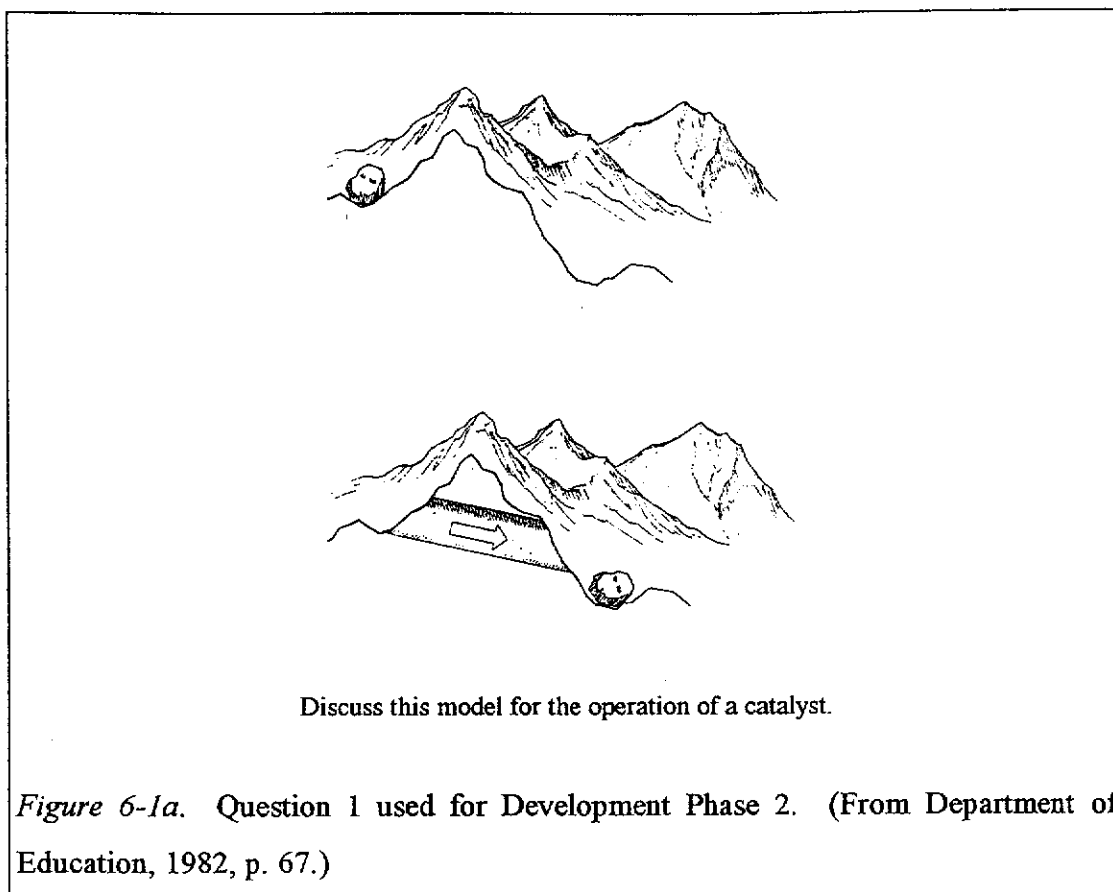 Discuss this model for the operation of a catalyst.
Figure 6-1a. Question 1 used for Development Phase 2. (From Department of
Education, 1982, p. 67.)